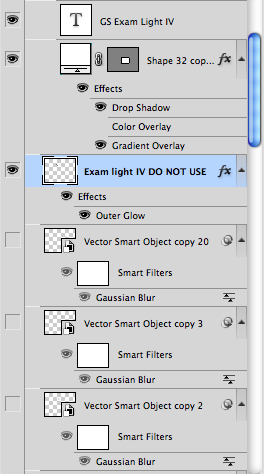 T
GS Exam Light IV
Shape 32 cop... fx
Effects
Drop Shadow
Color Overlay
Gradient Overlay
Exam light IV DO NOT USE fx
Effects
Outer Glow
Vector Smart Object copy 20
Smart Filters
Gaussian Blur
Vector Smart Object copy 3
Smart Filters
Gaussian Blur
Vector Smart Object copy 2
Smart Filters
Gaussian Blur